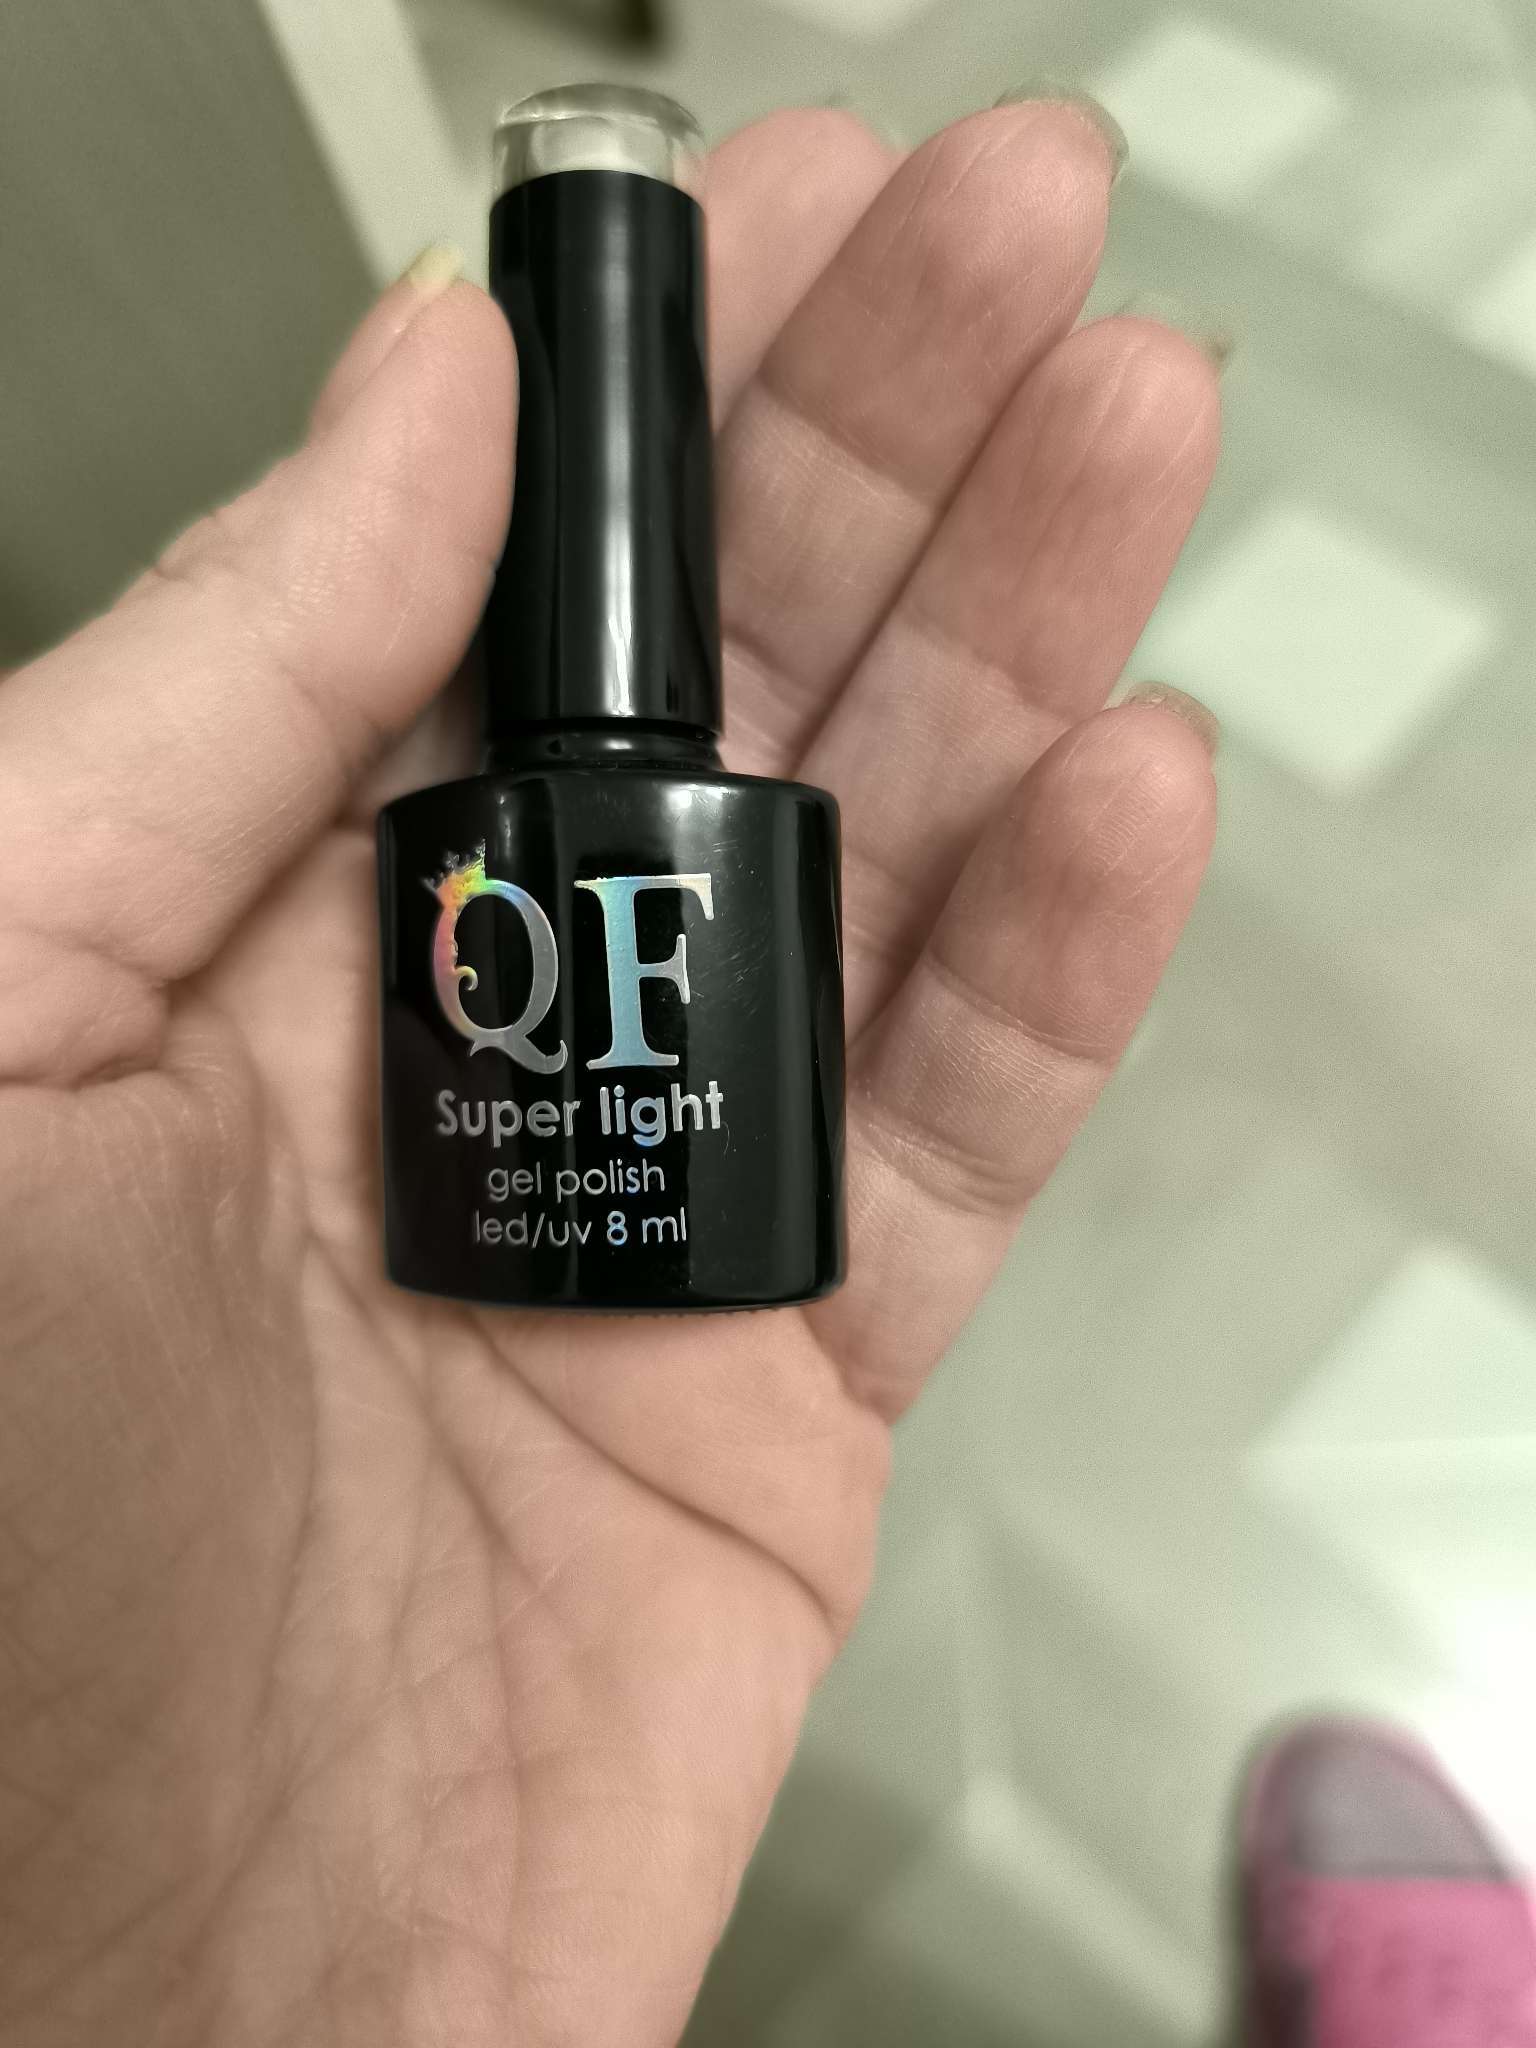 QF
Super light
gel polish
led/uv 8 ml